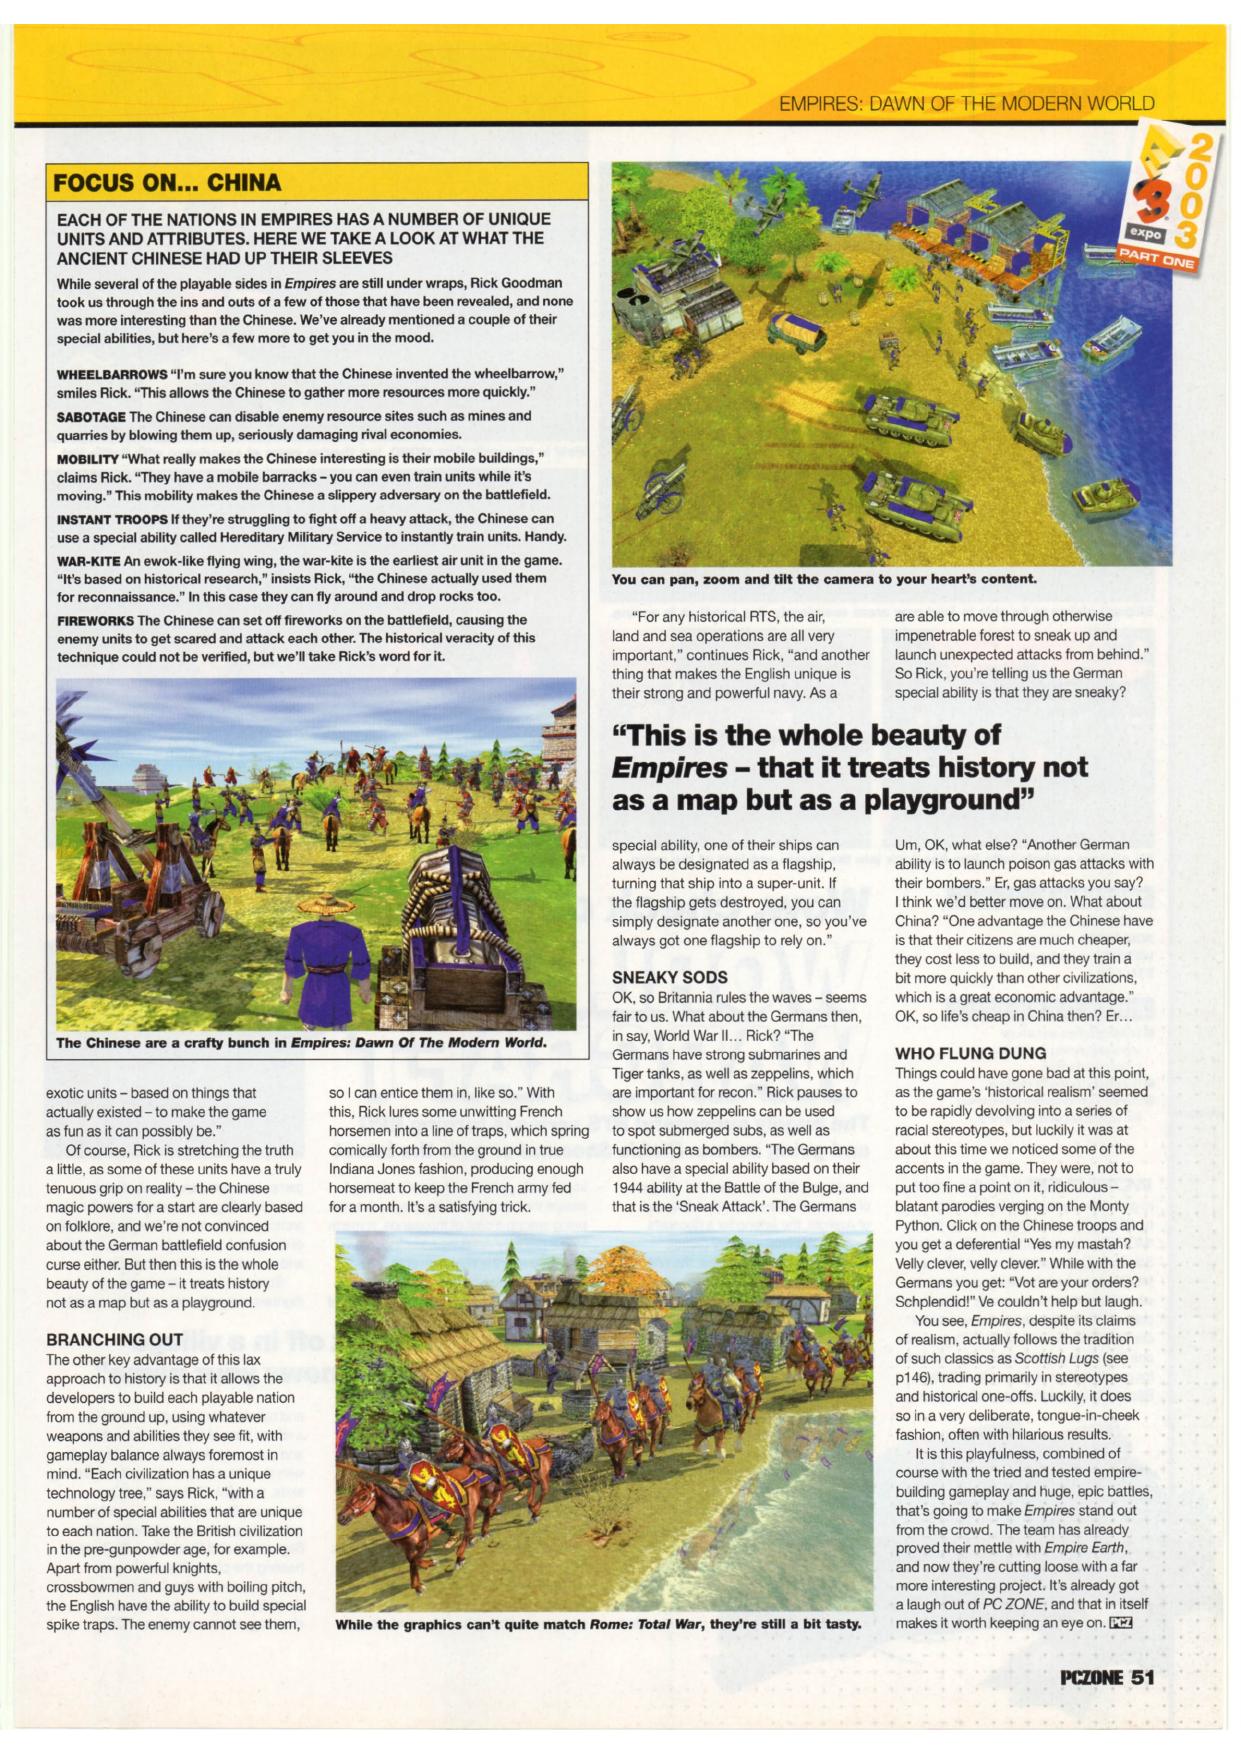 EMPIRES: DAWN OF THE MODERN WORLD
E3
expo
2003
PART ONE
FOCUS ON... CHINA
EACH OF THE NATIONS IN EMPIRES HAS A NUMBER OF UNIQUE
UNITS AND ATTRIBUTES. HERE WE TAKE A LOOK AT WHAT THE
ANCIENT CHINESE HAD UP THEIR SLEEVES
While several of the playable sides in Empires are still under wraps, Rick Goodman
took us through the ins and outs of a few of those that have been revealed, and none
was more interesting than the Chinese. We've already mentioned a couple of their
special abilities, but here's a few more to get you in the mood.
WHEELBARROWS “I'm sure you know that the Chinese invented the wheelbarrow,”
smiles Rick. “This allows the Chinese to gather more resources more quickly.”
SABOTAGE The Chinese can disable enemy resource sites such as mines and
quarries by blowing them up, seriously damaging rival economies.
MOBILITY “What really makes the Chinese interesting is their mobile buildings,”
claims Rick. “They have a mobile barracks – you can even train units while it's
moving.” This mobility makes the Chinese a slippery adversary on the battlefield.
INSTANT TROOPS If they're struggling to fight off a heavy attack, the Chinese can
use a special ability called Hereditary Military Service to instantly train units. Handy.
WAR-KITE An ewok-like flying wing, the war-kite is the earliest air unit in the game.
“It's based on historical research,” insists Rick, “the Chinese actually used them
for reconnaissance.” In this case they can fly around and drop rocks too.
FIREWORKS The Chinese can set off fireworks on the battlefield, causing the
enemy units to get scared and attack each other. The historical veracity of this
technique could not be verified, but we'll take Rick's word for it.
The Chinese are a crafty bunch in Empires: Dawn Of The Modern World.
exotic units – based on things that
actually existed – to make the game
as fun as it can possibly be.”
Of course, Rick is stretching the truth
a little, as some of these units have a truly
tenuous grip on reality – the Chinese
magic powers for a start are clearly based
on folklore, and we're not convinced
about the German battlefield confusion
curse either. But then this is the whole
beauty of the game – it treats history
not as a map but as a playground.
BRANCHING OUT
The other key advantage of this lax
approach to history is that it allows the
developers to build each playable nation
from the ground up, using whatever
weapons and abilities they see fit, with
gameplay balance always foremost in
mind. “Each civilization has a unique
technology tree,” says Rick, “with a
number of special abilities that are unique
to each nation. Take the British civilization
in the pre-gunpowder age, for example.
Apart from powerful knights,
crossbowmen and guys with boiling pitch,
the English have the ability to build special
spike traps. The enemy cannot see them,
so I can entice them in, like so.” With
this, Rick lures some unwitting French
horsemen into a line of traps, which spring
comically forth from the ground in true
Indiana Jones fashion, producing enough
horsemeat to keep the French army fed
for a month. It's a satisfying trick.
While the graphics can't quite match Rome: Total War, they're still a bit tasty.
You can pan, zoom and tilt the camera to your heart's content.
“For any historical RTS, the air,
land and sea operations are all very
important,” continues Rick, “and another
thing that makes the English unique is
their strong and powerful navy. As a
“This is the whole beauty of
Empires – that it treats history not
as a map but as a playground”
special ability, one of their ships can
always be designated as a flagship,
turning that ship into a super-unit. If
the flagship gets destroyed, you can
simply designate another one, so you've
always got one flagship to rely on.”
SNEAKY SODS
OK, so Britannia rules the waves – seems
fair to us. What about the Germans then,
in say, World War II... Rick? “The
Germans have strong submarines and
Tiger tanks, as well as zeppelins, which
are important for recon.” Rick pauses to
show us how zeppelins can be used
to spot submerged subs, as well as
functioning as bombers. “The Germans
also have a special ability based on their
1944 ability at the Battle of the Bulge, and
that is the ‘Sneak Attack’. The Germans
are able to move through otherwise
impenetrable forest to sneak up and
launch unexpected attacks from behind.”
So Rick, you're telling us the German
special ability is that they are sneaky?
Um, OK, what else? “Another German
ability is to launch poison gas attacks with
their bombers.” Er, gas attacks you say?
I think we'd better move on. What about
China? “One advantage the Chinese have
is that their citizens are much cheaper,
they cost less to build, and they train a
bit more quickly than other civilizations,
which is a great economic advantage.”
OK, so life's cheap in China then? Er...
WHO FLUNG DUNG
Things could have gone bad at this point,
as the game's ‘historical realism’ seemed
to be rapidly devolving into a series of
racial stereotypes, but luckily it was at
about this time we noticed some of the
accents in the game. They were, not to
put too fine a point on it, ridiculous –
blatant parodies verging on the Monty
Python. Click on the Chinese troops and
you get a deferential “Yes my mastah?
Velly clever, velly clever.” While with the
Germans you get: “Vot are your orders?
Schplendid!” Ve couldn't help but laugh.
You see, Empires, despite its claims
of realism, actually follows the tradition
of such classics as Scottish Lugs (see
p146), trading primarily in stereotypes
and historical one-offs. Luckily, it does
so in a very deliberate, tongue-in-cheek
fashion, often with hilarious results.
It is this playfulness, combined of
course with the tried and tested empire-
building gameplay and huge, epic battles,
that's going to make Empires stand out
from the crowd. The team has already
proved their mettle with Empire Earth,
and now they're cutting loose with a far
more interesting project. It's already got
a laugh out of PC ZONE, and that in itself
makes it worth keeping an eye on. PCZ
PCZONE 51